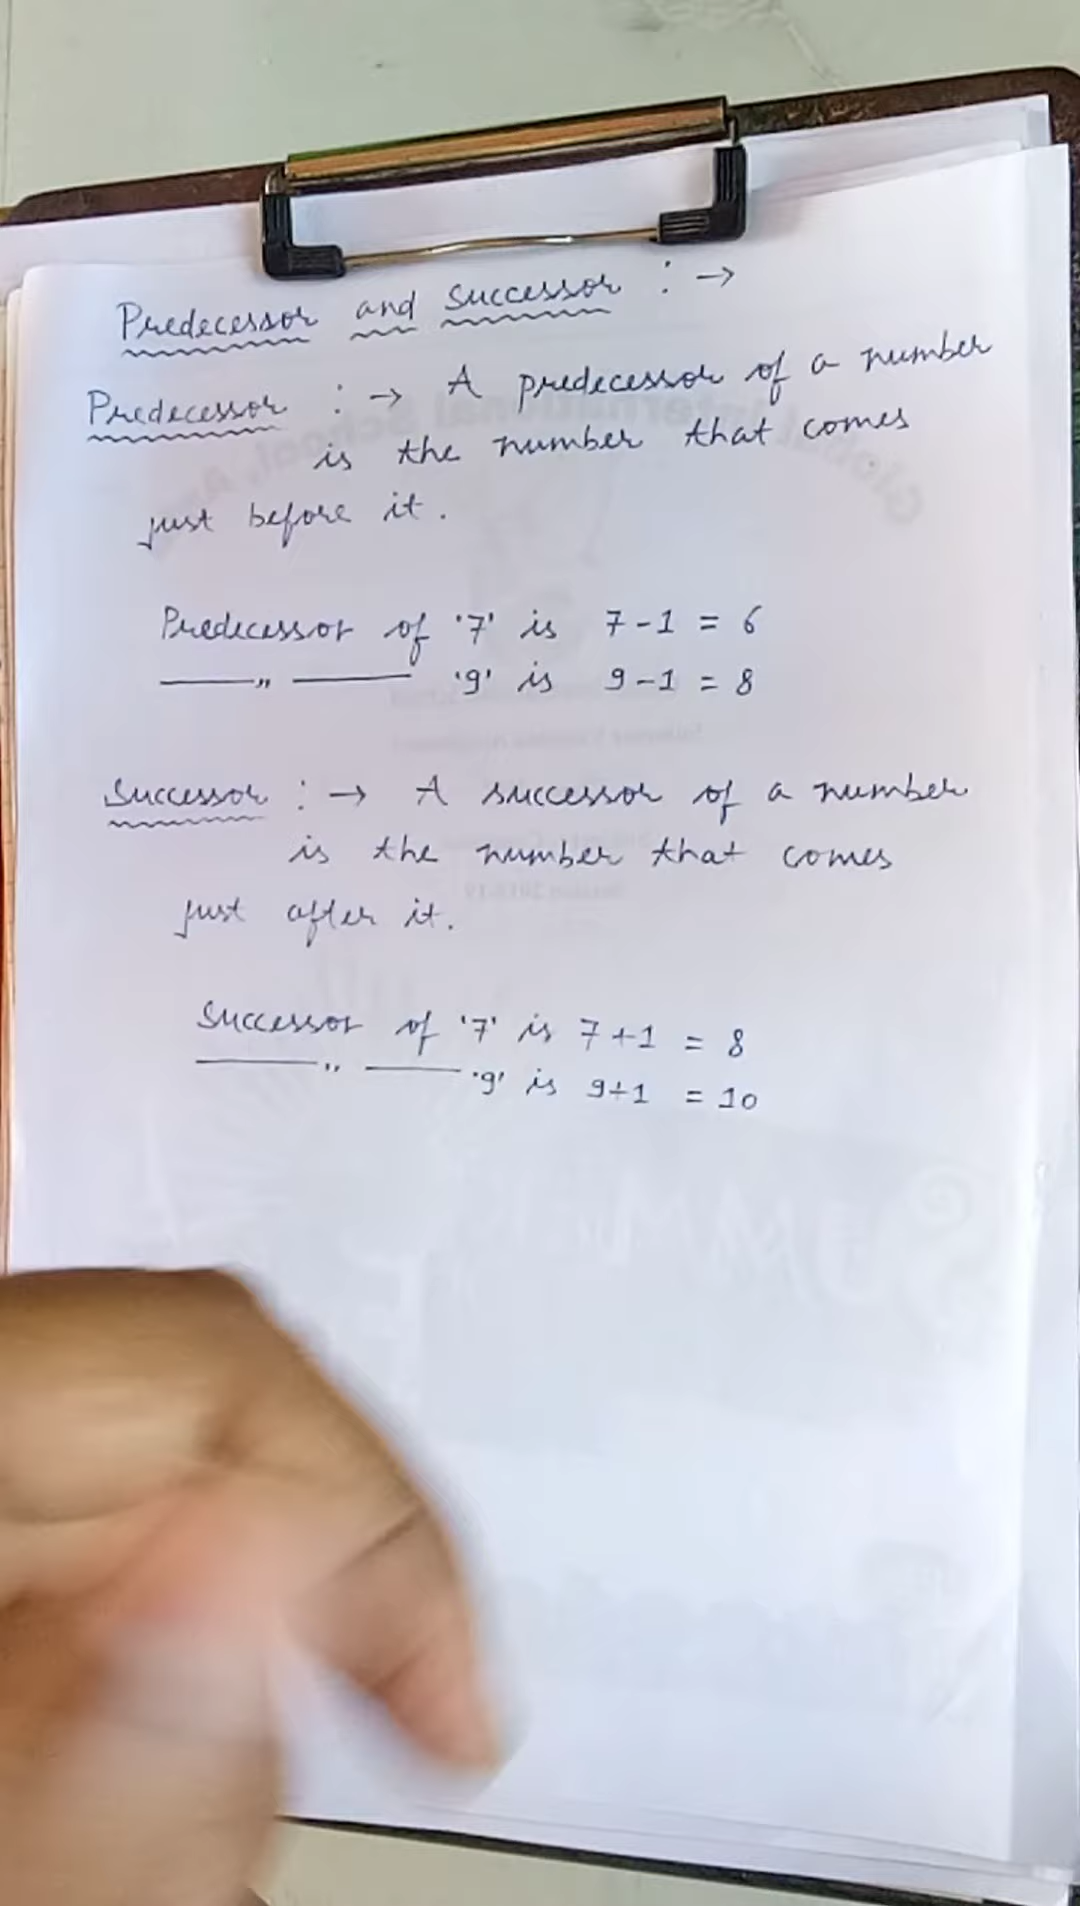 Predecessor and Successor : →
Predecessor : → A predecessor of a number
is the number that comes
just before it.
Predecessor of '7' is 7-1 = 6
——〃—— '9' is 9-1 = 8
Successor : → A successor of a number
is the number that comes
just after it.
Successor of '7' is 7+1 = 8
——〃—— '9' is 9+1 = 10